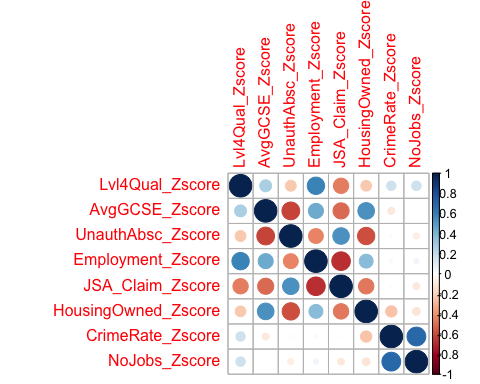 Lvl4Qual_Zscore
AvgGCSE_Zscore
UnauthAbsc_Zscore
Employment_Zscore
JSA_Claim_Zscore
HousingOwned_Zscore
CrimeRate_Zscore
NoJobs_Zscore
Lvl4Qual_Zscore
AvgGCSE_Zscore
UnauthAbsc_Zscore
Employment_Zscore
JSA_Claim_Zscore
HousingOwned_Zscore
CrimeRate_Zscore
NoJobs_Zscore
1
0.8
0.6
0.4
0.2
0
-0.2
-0.4
-0.6
-0.8
-1